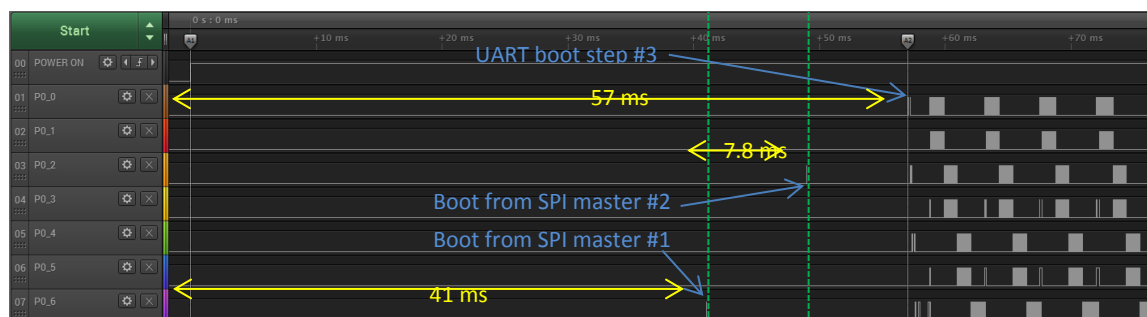 Start
0 s : 0 ms
A1
+10 ms
+20 ms
+30 ms
+40 ms
+50 ms
A2
+60 ms
+70 ms
00 POWER ON
UART boot step #3
01 P0_0
57 ms
02 P0_1
7.8 ms
03 P0_2
04 P0_3
Boot from SPI master #2
05 P0_4
Boot from SPI master #1
06 P0_5
41 ms
07 P0_6